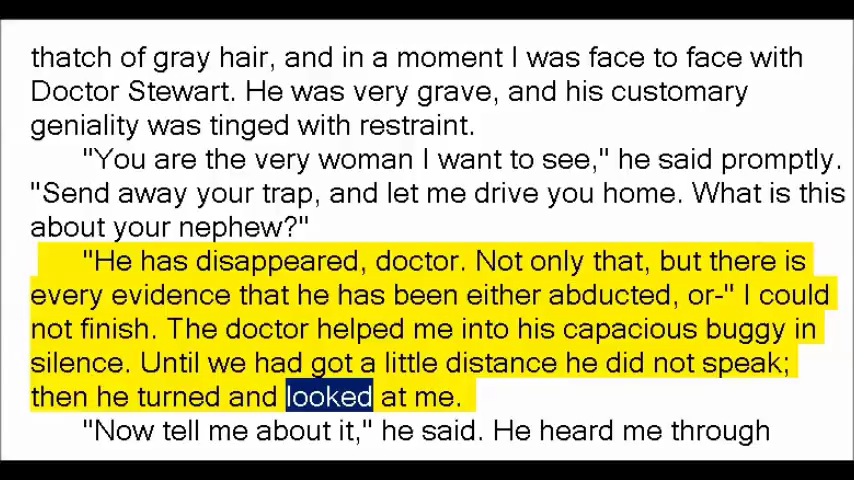 thatch of gray hair, and in a moment I was face to face with
Doctor Stewart. He was very grave, and his customary
geniality was tinged with restraint.
"You are the very woman I want to see," he said promptly.
"Send away your trap, and let me drive you home. What is this
about your nephew?"
"He has disappeared, doctor. Not only that, but there is
every evidence that he has been either abducted, or-" I could
not finish. The doctor helped me into his capacious buggy in
silence. Until we had got a little distance he did not speak;
then he turned and looked at me.
"Now tell me about it," he said. He heard me through